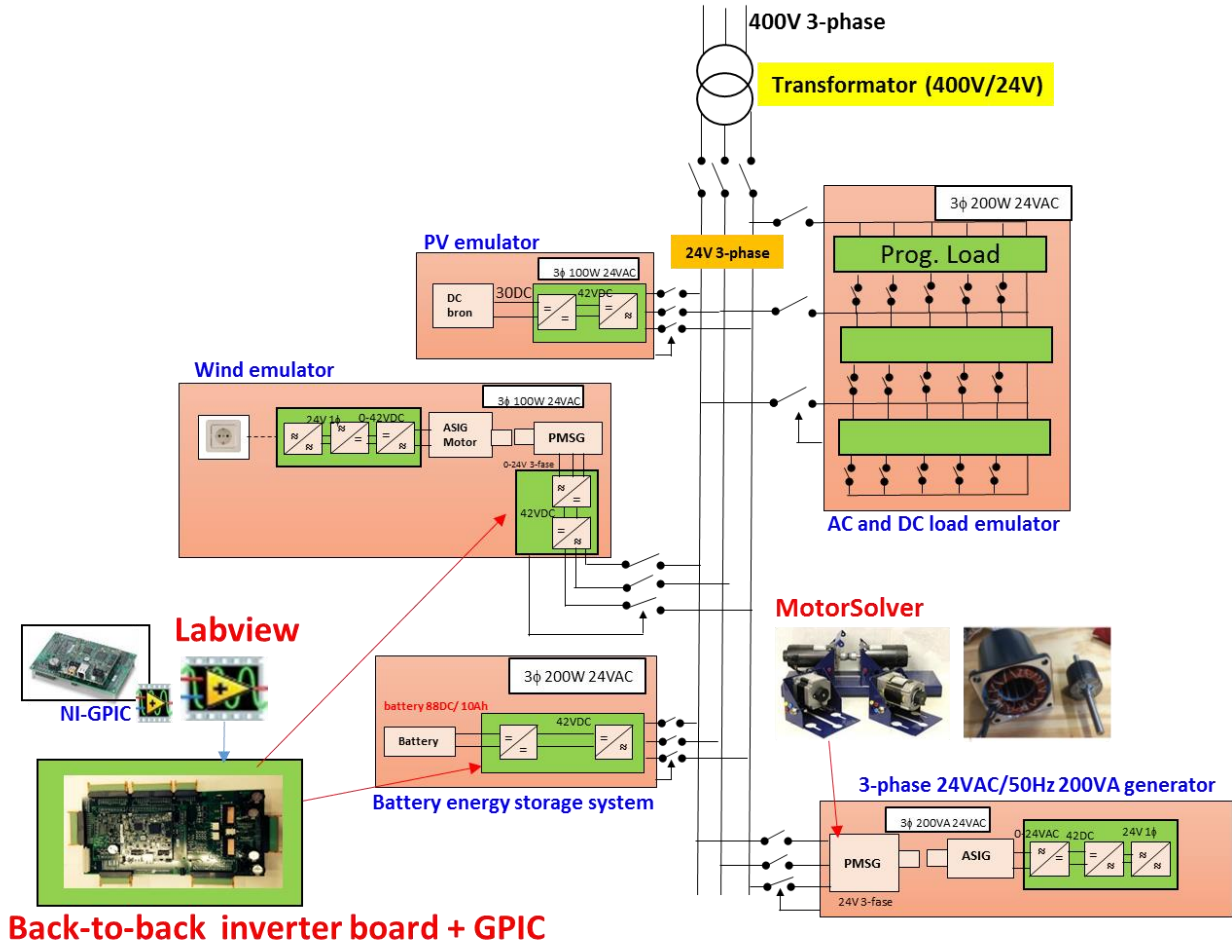 400V 3-phase
Transformator (400V/24V)
3ϕ 200W 24VAC
PV emulator
24V 3-phase
Prog. Load
3ϕ 100W 24VAC
30DC
42VDC
DC
bron
=
=
=
≈
Wind emulator
3ϕ 100W 24VAC
24V 1ϕ
0-42VDC
≈
≈
≈
=
=
≈
ASIG
Motor
PMSG
0-24V 3-fase
≈
=
42VDC
=
≈
AC and DC load emulator
MotorSolver
Labview
NI-GPIC
3ϕ 200W 24VAC
battery 88DC/ 10Ah
42VDC
Battery
=
=
=
≈
Battery energy storage system
3-phase 24VAC/50Hz 200VA generator
3ϕ 200VA 24VAC
0-24VAC
42DC
24V 1ϕ
PMSG
ASIG
≈
=
=
≈
≈
≈
24V 3-fase
Back-to-back inverter board + GPIC